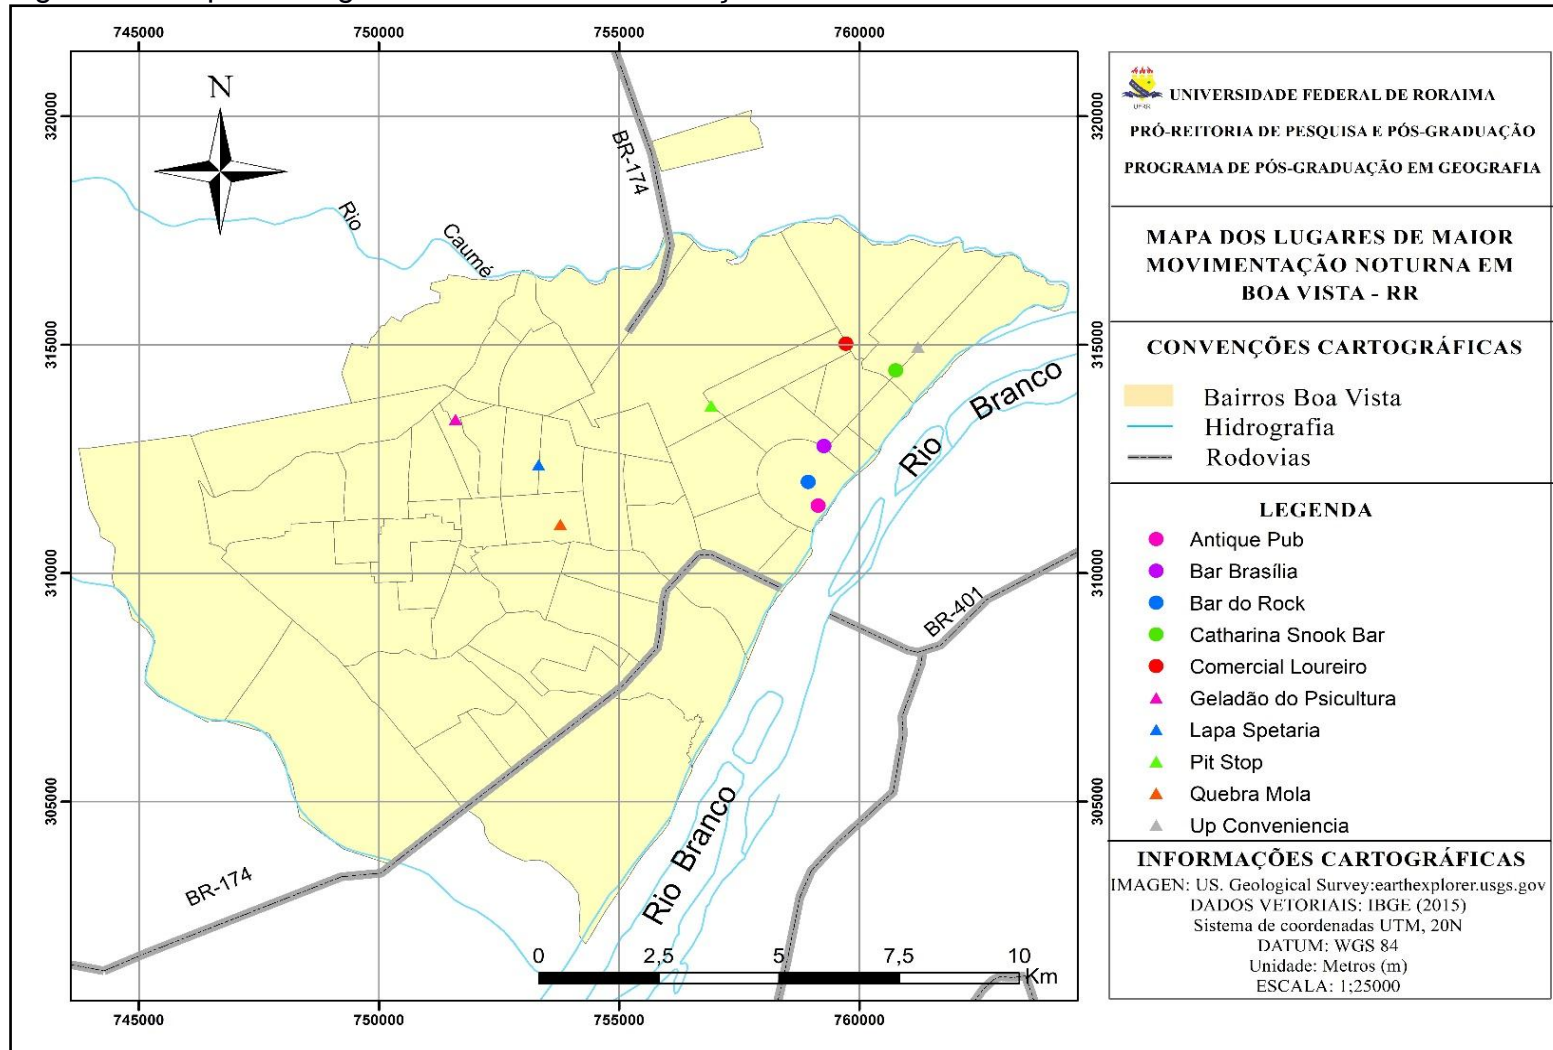 745000
750000
755000
760000
320000
315000
310000
305000
N
Rio
Caumé
BR-174
Rio
Branco
BR-401
BR-174
Rio Branco
0
2,5
5
7,5
10
Km
320000
315000
310000
305000
745000
750000
755000
760000
UFRR
UNIVERSIDADE FEDERAL DE RORAIMA
PRÓ-REITORIA DE PESQUISA E PÓS-GRADUAÇÃO
PROGRAMA DE PÓS-GRADUAÇÃO EM GEOGRAFIA
MAPA DOS LUGARES DE MAIOR
MOVIMENTAÇÃO NOTURNA EM
BOA VISTA - RR
CONVENÇÕES CARTOGRÁFICAS
Bairros Boa Vista
Hidrografia
Rodovias
LEGENDA
Antique Pub
Bar Brasília
Bar do Rock
Catharina Snook Bar
Comercial Loureiro
Geladão do Psicultura
Lapa Spetaria
Pit Stop
Quebra Mola
Up Conveniencia
INFORMAÇÕES CARTOGRÁFICAS
IMAGEN: US. Geological Survey:earthexplorer.usgs.gov
DADOS VETORIAIS: IBGE (2015)
Sistema de coordenadas UTM, 20N
DATUM: WGS 84
Unidade: Metros (m)
ESCALA: 1;25000